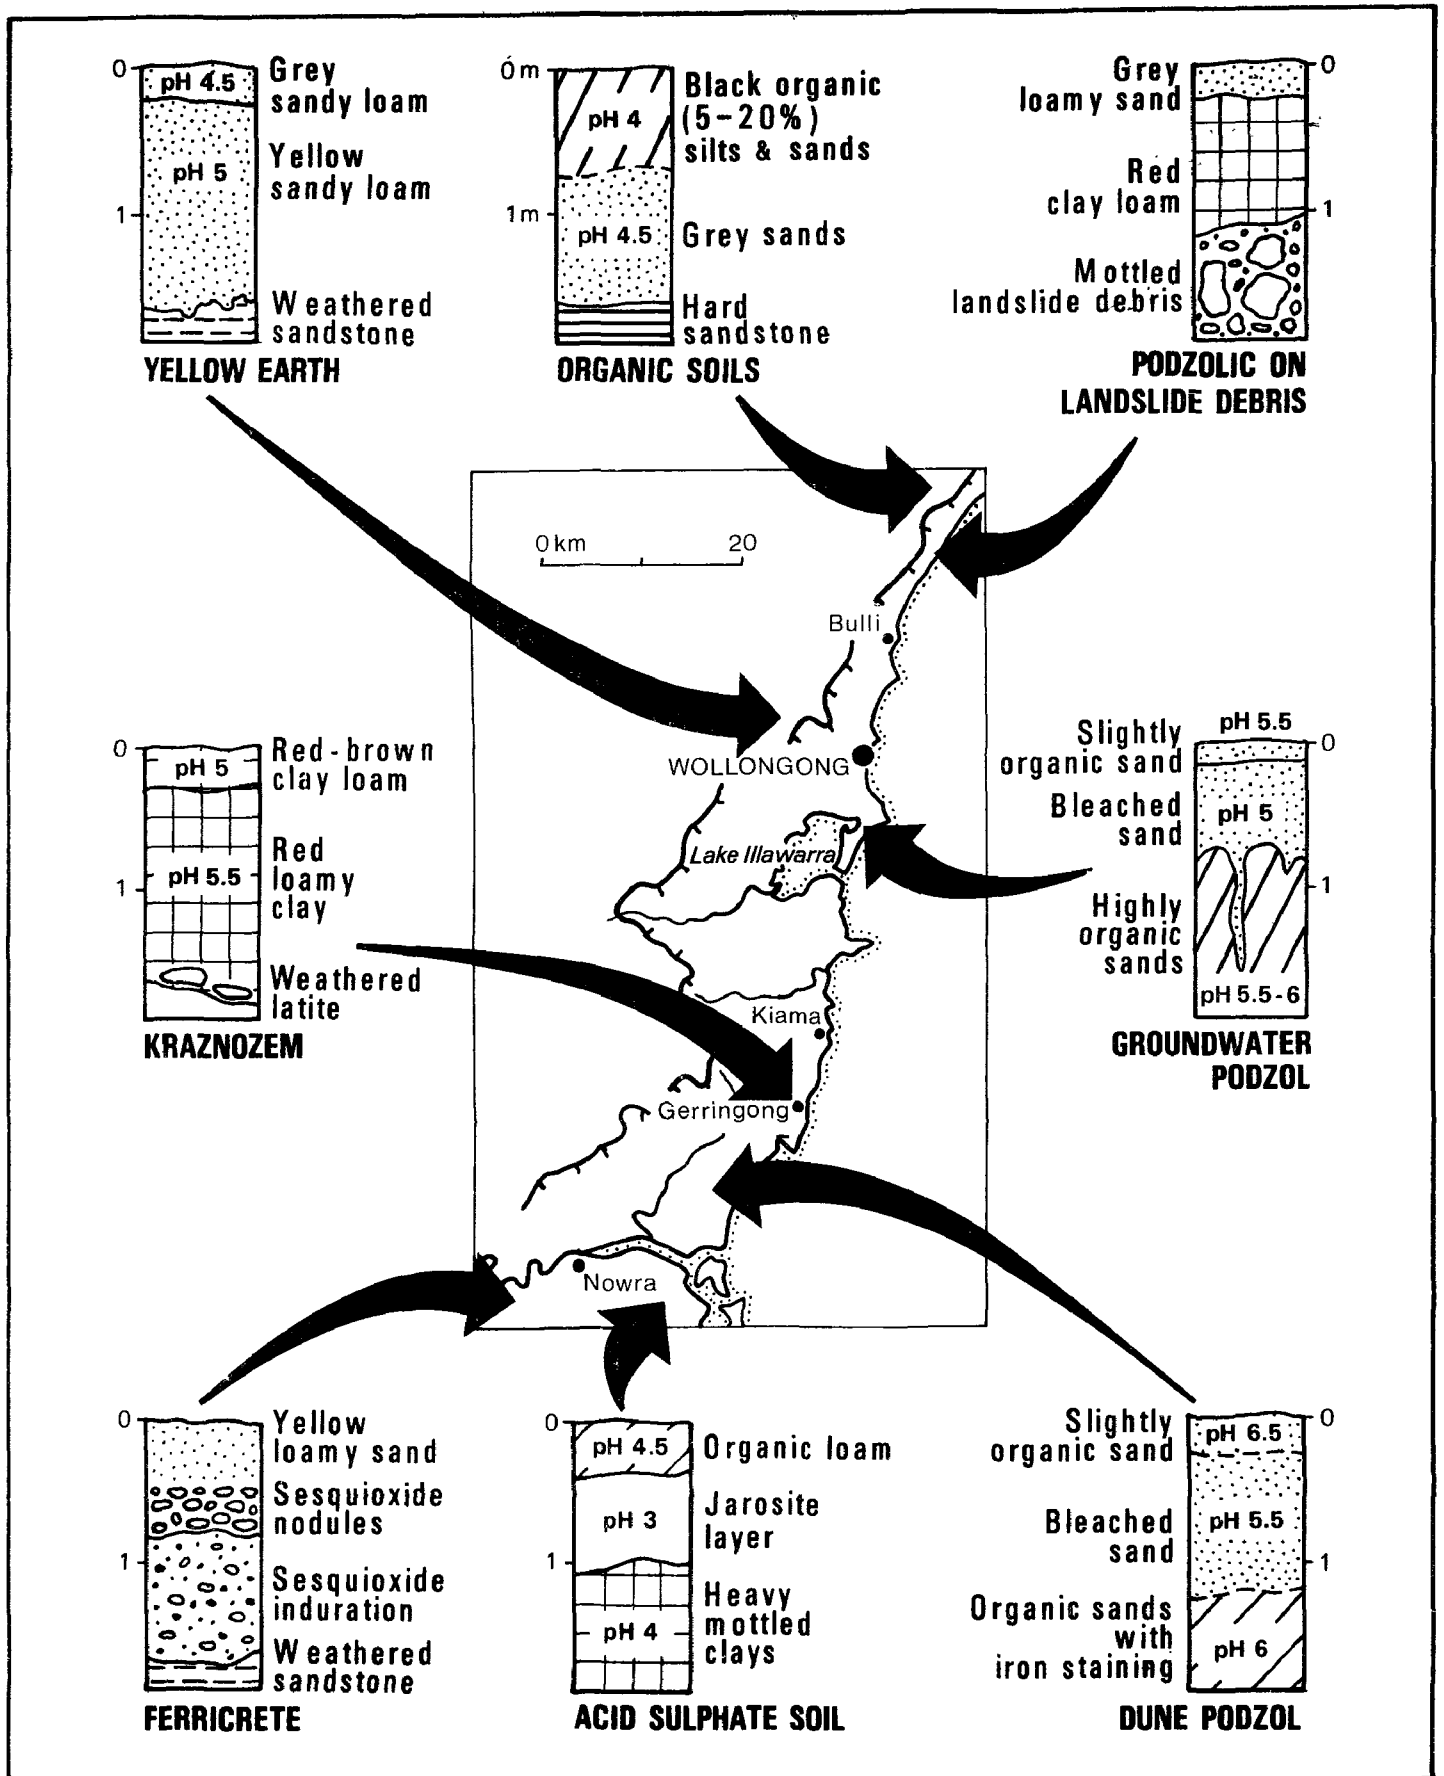 0
pH 4.5
Grey
sandy loam
pH 5
Yellow
sandy loam
1
Weathered
sandstone
YELLOW EARTH
0m
pH 4
Black organic
(5-20%)
silts & sands
1m
pH 4.5
Grey sands
Hard
sandstone
ORGANIC SOILS
Grey
loamy sand
0
Red
clay loam
1
Mottled
landslide debris
PODZOLIC ON
LANDSLIDE DEBRIS
0 km 20
Bulli
WOLLONGONG
Lake Illawarra
Kiama
Gerringong
Nowra
0
pH 5
Red-brown
clay loam
pH 5.5
Red
loamy
clay
1
Weathered
latite
KRAZNOZEM
pH 5.5
Slightly
organic sand
0
Bleached
sand
pH 5
1
Highly
organic
sands
pH 5.5-6
GROUNDWATER
PODZOL
0
Yellow
loamy sand
Sesquioxide
nodules
1
Sesquioxide
induration
Weathered
sandstone
FERRICRETE
0
pH 4.5
Organic loam
pH 3
Jarosite
layer
1
pH 4
Heavy
mottled
clays
ACID SULPHATE SOIL
Slightly
organic sand
pH 6.5
0
Bleached
sand
pH 5.5
1
Organic sands
with
iron staining
pH 6
DUNE PODZOL